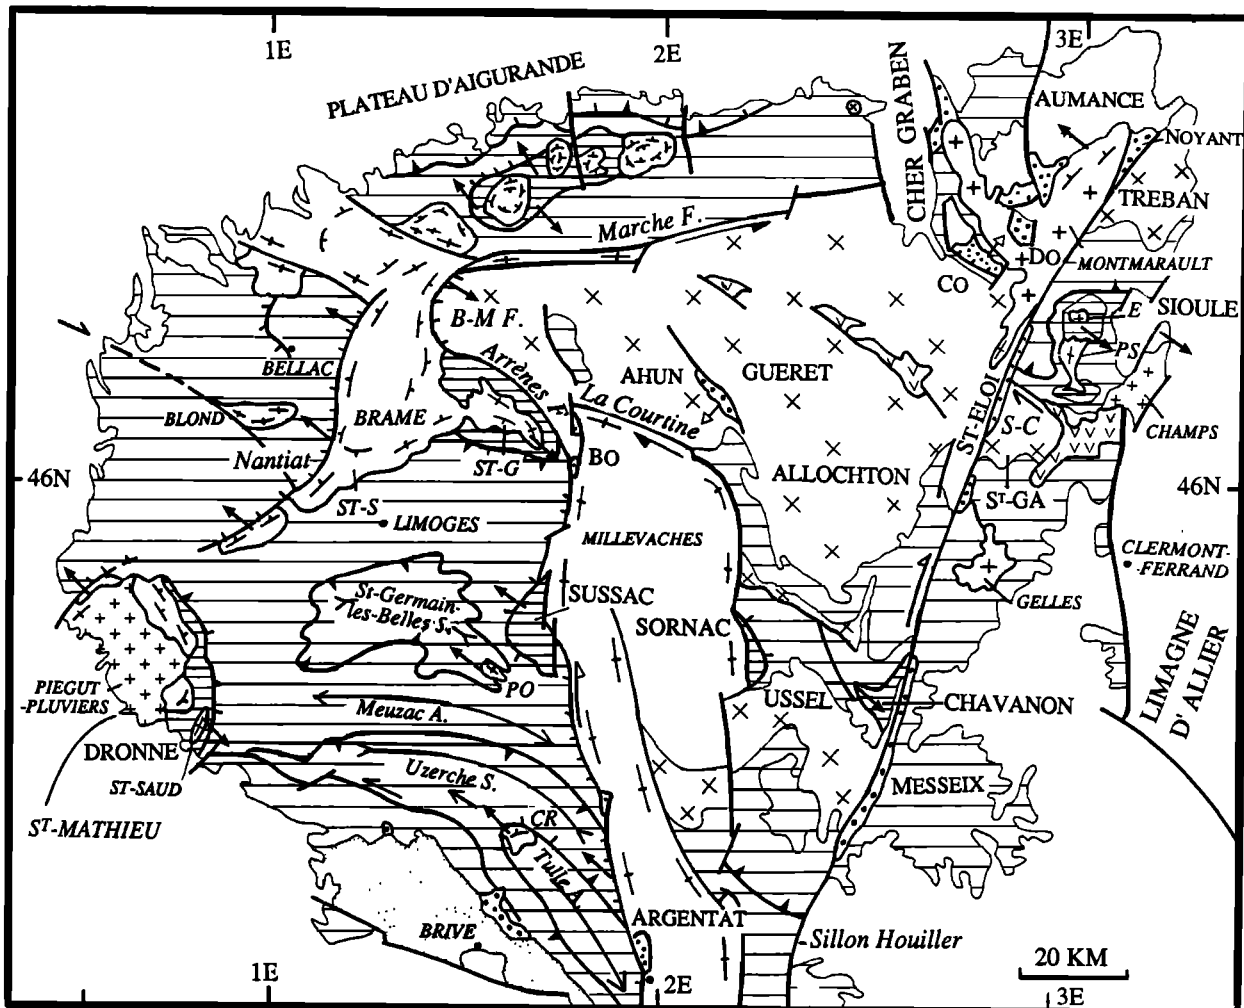 1E
2E
3E
PLATEAU D'AIGURANDE
CHER GRABEN
AUMANCE
NOYANT
TREBAN
Marche F.
DO
MONTMARAULT
CO
B-M F.
E
SIOULE
PS
BELLAC
Arrènes F.
AHUN
GUERET
ST-ELOI
La Courtine
BLOND
BRAME
S-C
CHAMPS
Nantiat
ST-G
BO
ALLOCHTON
46N
46N
ST-S
LIMOGES
ST-GA
MILLEVACHES
CLERMONT-
-FERRAND
St-Germain-
les-Belles S.
SUSSAC
GELLES
SORNAC
PIEGUT
-PLUVIERS
PO
USSEL
CHAVANON
LIMAGNE
D'ALLIER
Meuzac A.
DRONNE
Uzerche S.
MESSEIX
ST-SAUD
ST-MATHIEU
CR
Tulle A.
ARGENTAT
BRIVE
Sillon Houiller
20 KM
1E
2E
3E